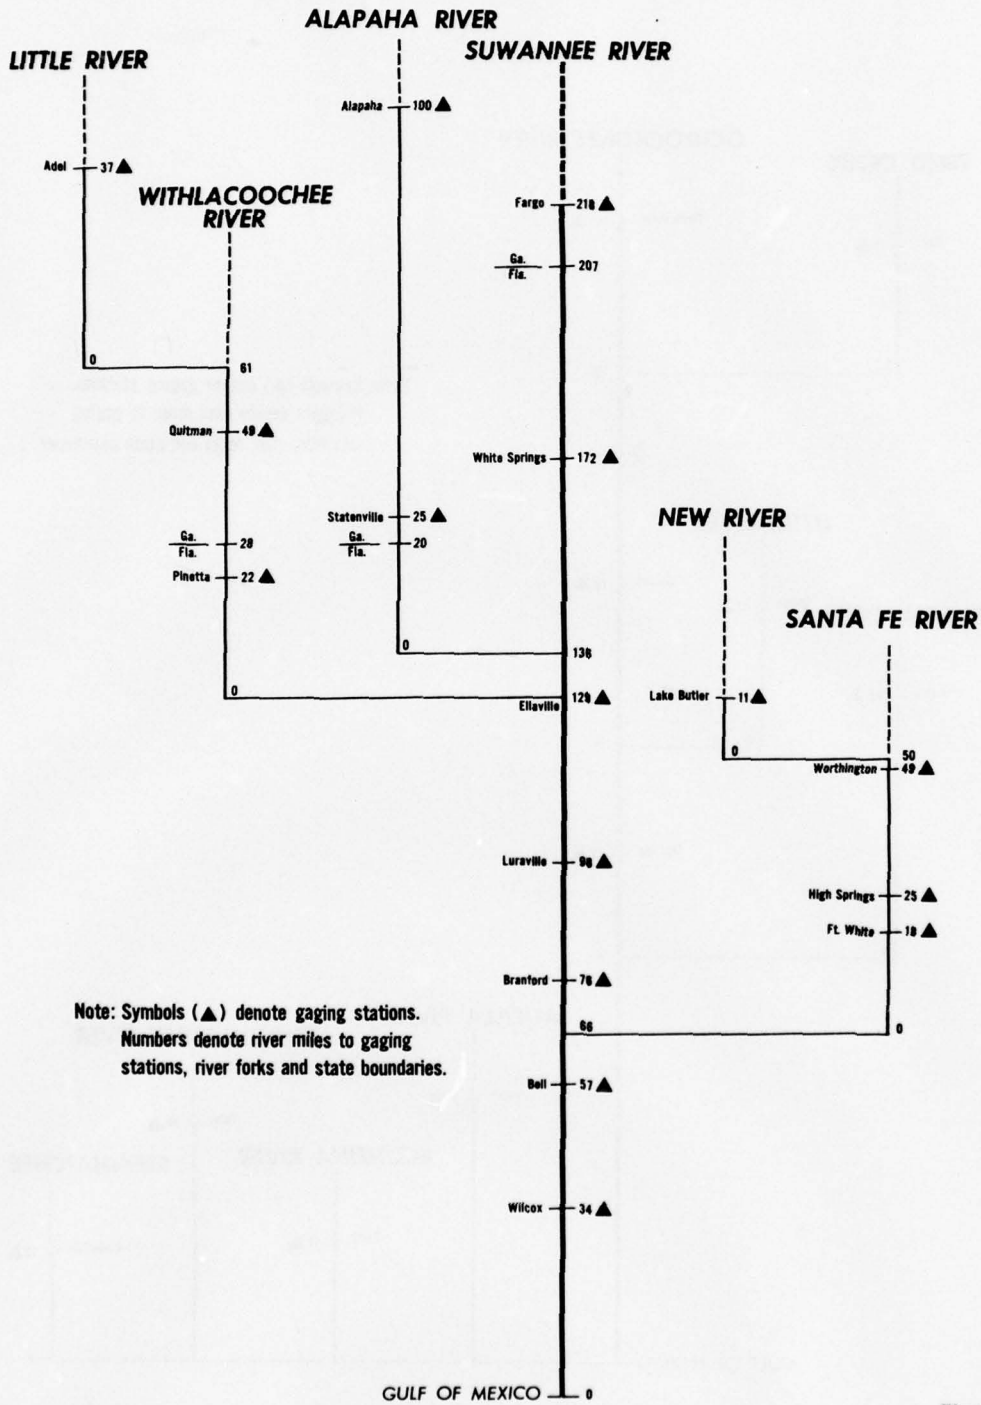 ALAPAHA RIVER
LITTLE RIVER
SUWANNEE RIVER
Alapaha 100 ▲
Adel 37 ▲
WITHLACOOCHEE
RIVER
Fargo 218 ▲
Ga.
Fla.
207
0
61
Quitman 49 ▲
White Springs 172 ▲
Statenville 25 ▲
NEW RIVER
Ga.
Fla.
28
Ga.
Fla.
20
Pinetta 22 ▲
SANTA FE RIVER
0
136
0
129 ▲
Ellaville
Lake Butler 11 ▲
0
50
Worthington 49 ▲
Luraville 98 ▲
High Springs 25 ▲
Ft. White 18 ▲
Branford 76 ▲
Note: Symbols (▲) denote gaging stations.
Numbers denote river miles to gaging
stations, river forks and state boundaries.
66
0
Bell 57 ▲
Wilcox 34 ▲
GULF OF MEXICO 0